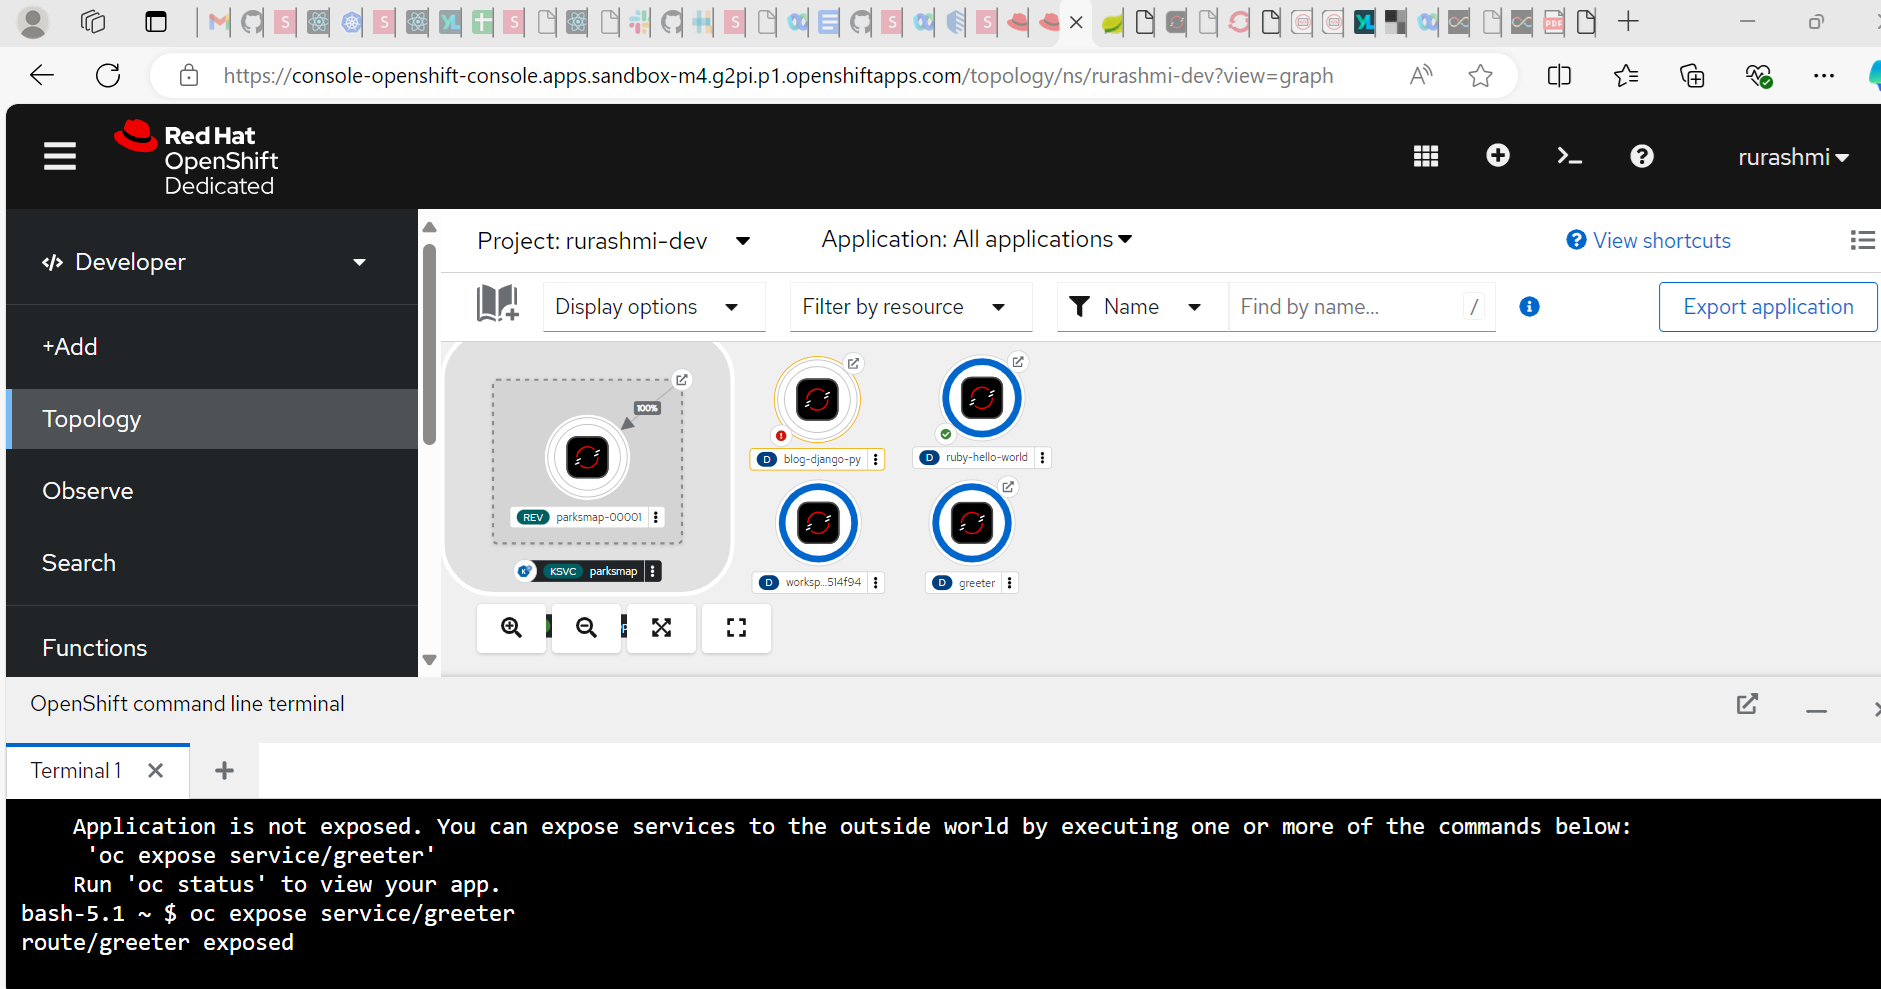 https://console-openshift-console.apps.sandbox-m4.g2pi.p1.openshiftapps.com/topology/ns/rurashmi-dev?view=graph
Red Hat
OpenShift
Dedicated
rurashmi
Developer
+Add
Topology
Observe
Search
Functions
Project: rurashmi-dev
Application: All applications
View shortcuts
Display options
Filter by resource
Name
Find by name...
/
Export application
100%
REV parksmap-00001
KSVC parksmap
D blog-django-py
D ruby-hello-world
D worksp...514f94
D greeter
OpenShift command line terminal
Terminal 1
Application is not exposed. You can expose services to the outside world by executing one or more of the commands below:
'oc expose service/greeter'
Run 'oc status' to view your app.
bash-5.1 ~ $ oc expose service/greeter
route/greeter exposed